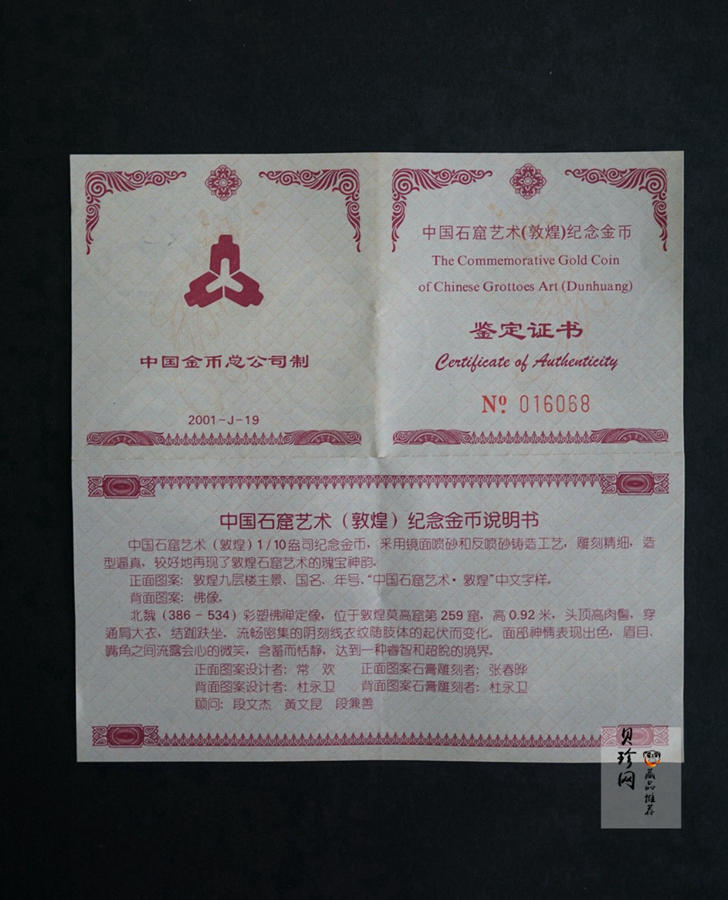 中国金币总公司制
2001-J-19
中国石窟艺术(敦煌)纪念金币
The Commemorative Gold Coin
of Chinese Grottoes Art (Dunhuang)
鉴定证书
Certificate of Authenticity
Nº 016068
中国石窟艺术（敦煌）纪念金币说明书
中国石窟艺术（敦煌）1/10盎司纪念金币，采用镜面喷砂和反喷砂铸造工艺，雕刻精细，造
型逼真，较好地再现了敦煌石窟艺术的瑰宝神韵。
正面图案：敦煌九层楼主景、国名、年号、“中国石窟艺术·敦煌”中文字样。
背面图案：佛像。
北魏（386-534）彩塑佛禅定像，位于敦煌莫高窟第259窟，高0.92米，头顶高肉髻，穿
通肩大衣，结跏趺坐，流畅密集的阴刻线衣纹随肢体的起伏而变化，面部神情表现出色，眉目、
嘴角之间流露会心的微笑，含蓄而恬静，达到一种睿智和超脱的境界。
正面图案设计者：常 欢 正面图案石膏雕刻者：张春晔
背面图案设计者：杜永卫 背面图案石膏雕刻者：杜永卫
顾问：段文杰 黄文昆 段兼善
贝珍网
藏品推荐